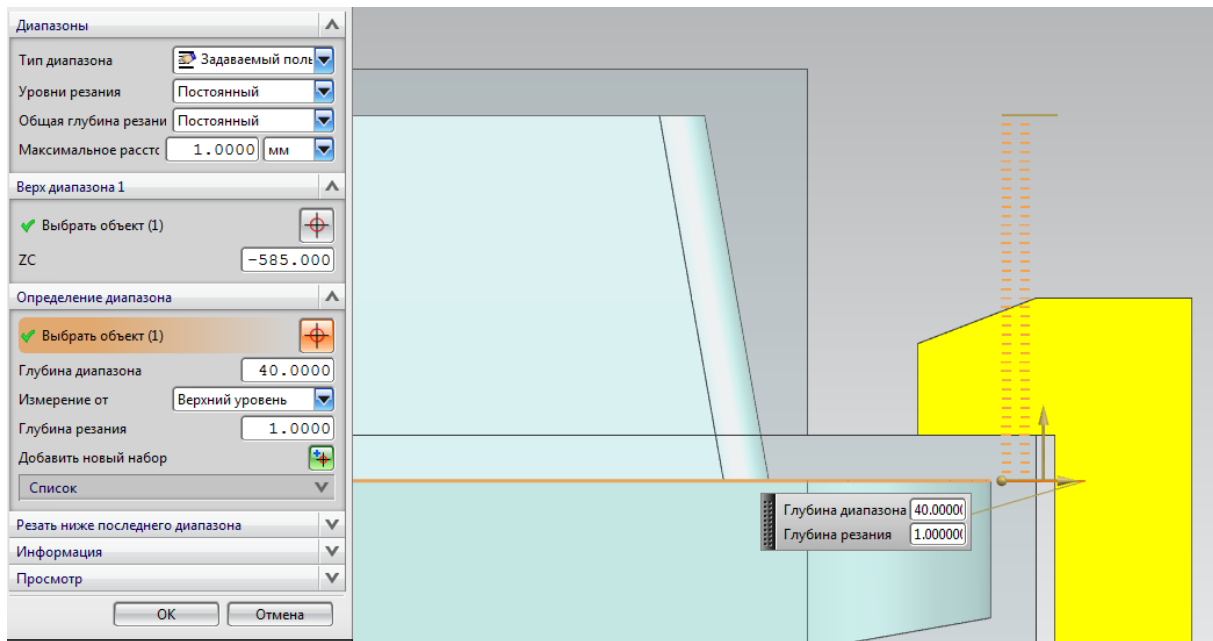 Диапазоны
Тип диапазона Задаваемый поль
Уровни резания Постоянный
Общая глубина резани Постоянный
Максимальное расстс 1.0000 мм
Верх диапазона 1
Выбрать объект (1)
ZC -585.000
Определение диапазона
Выбрать объект (1)
Глубина диапазона 40.0000
Измерение от Верхний уровень
Глубина резания 1.0000
Добавить новый набор
Список
Резать ниже последнего диапазона
Информация
Просмотр
OK Отмена
Глубина диапазона 40.0000
Глубина резания 1.00000